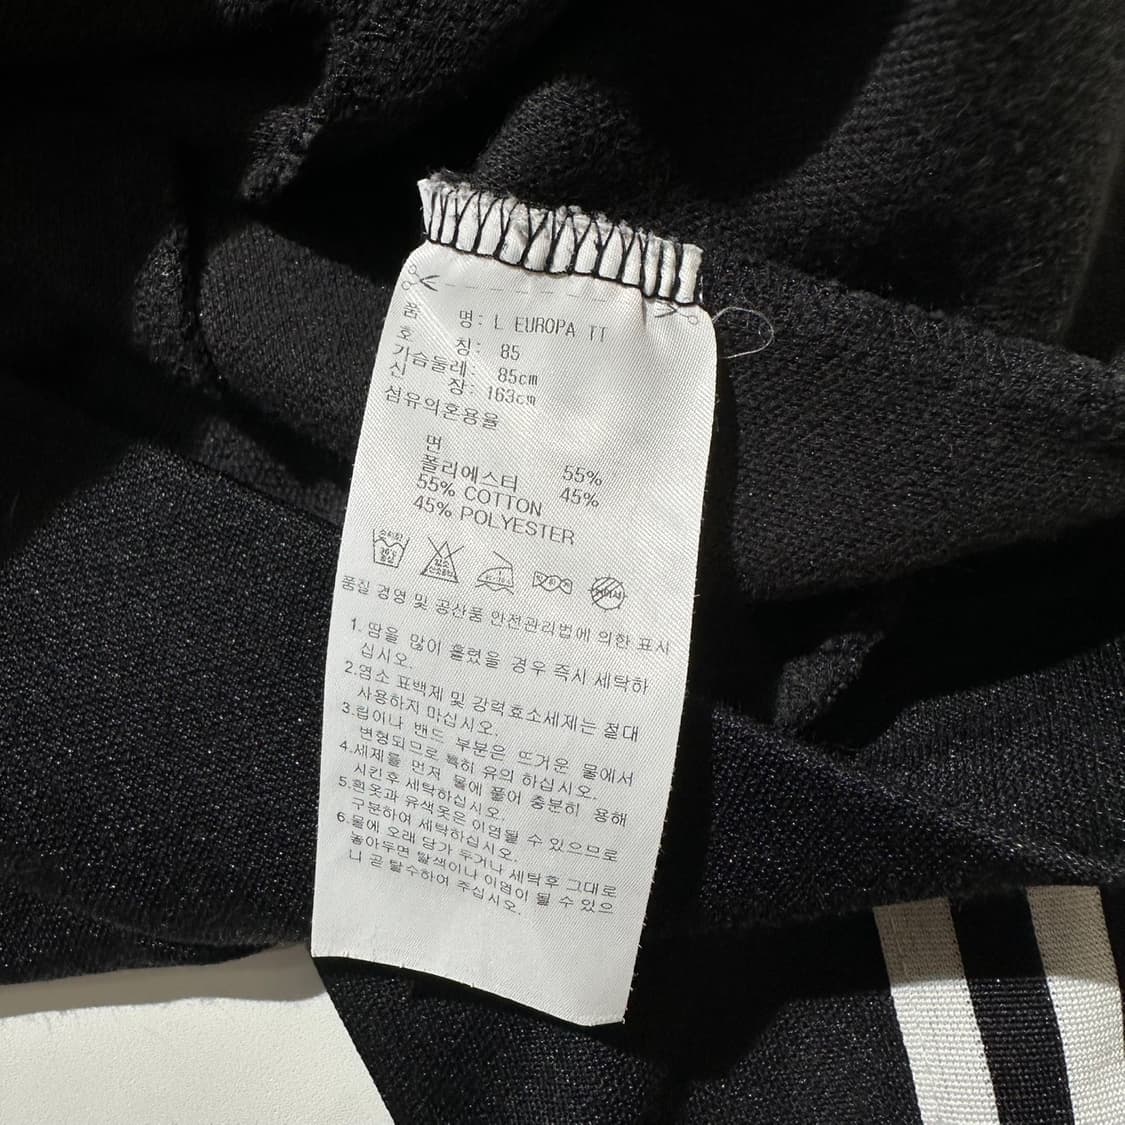 품 명: L EUROPA TT
호 칭: 85
가슴둘레: 85cm
신 장: 163cm
섬유의혼용율
면 55%
폴리에스터 45%
55% COTTON
45% POLYESTER
품질 경영 및 공산품 안전관리법에 의한 표시
1. 땀을 많이 흘렸을 경우 즉시 세탁하
십시오.
2.염소 표백제 및 강력효소세제는 절대
사용하지 마십시오.
3.립이나 밴드 부분은 뜨거운 물에서
변형되므로 특히 유의 하십시오.
4.세제를 먼저 물에 풀어 충분히 용해
시킨후 세탁하십시오.
5.흰옷과 유색옷은 이염될 수 있으므로
구분하여 세탁하십시오.
6.물에 오래 담가 두거나 세탁후 그대로
놓아두면 탈색이나 이염이 될 수 있으
니 곧 탈수하여 주십시오.